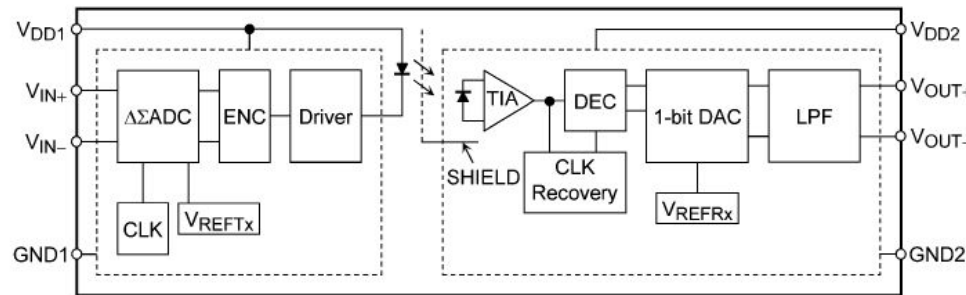 VDD1
VDD2
VIN+
VIN−
ΔΣADC
ENC
Driver
TIA
DEC
1-bit DAC
LPF
VOUT+
VOUT−
SHIELD
CLK
Recovery
CLK
VREFTx
VREFRx
GND1
GND2